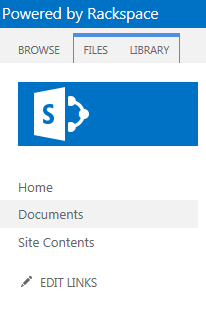 Powered by Rackspace
BROWSE FILES LIBRARY
S
Home
Documents
Site Contents
EDIT LINKS